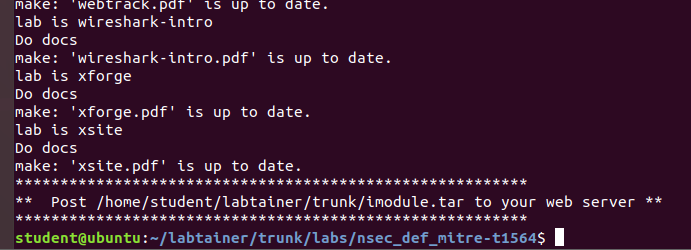 make: 'webtrack.pdf' is up to date.
lab is wireshark-intro
Do docs
make: 'wireshark-intro.pdf' is up to date.
lab is xforge
Do docs
make: 'xforge.pdf' is up to date.
lab is xsite
Do docs
make: 'xsite.pdf' is up to date.
*********************************************************
**  Post /home/student/labtainer/trunk/imodule.tar to your web server **
*********************************************************
student@ubuntu:~/labtainer/trunk/labs/nsec_def_mitre-t1564$